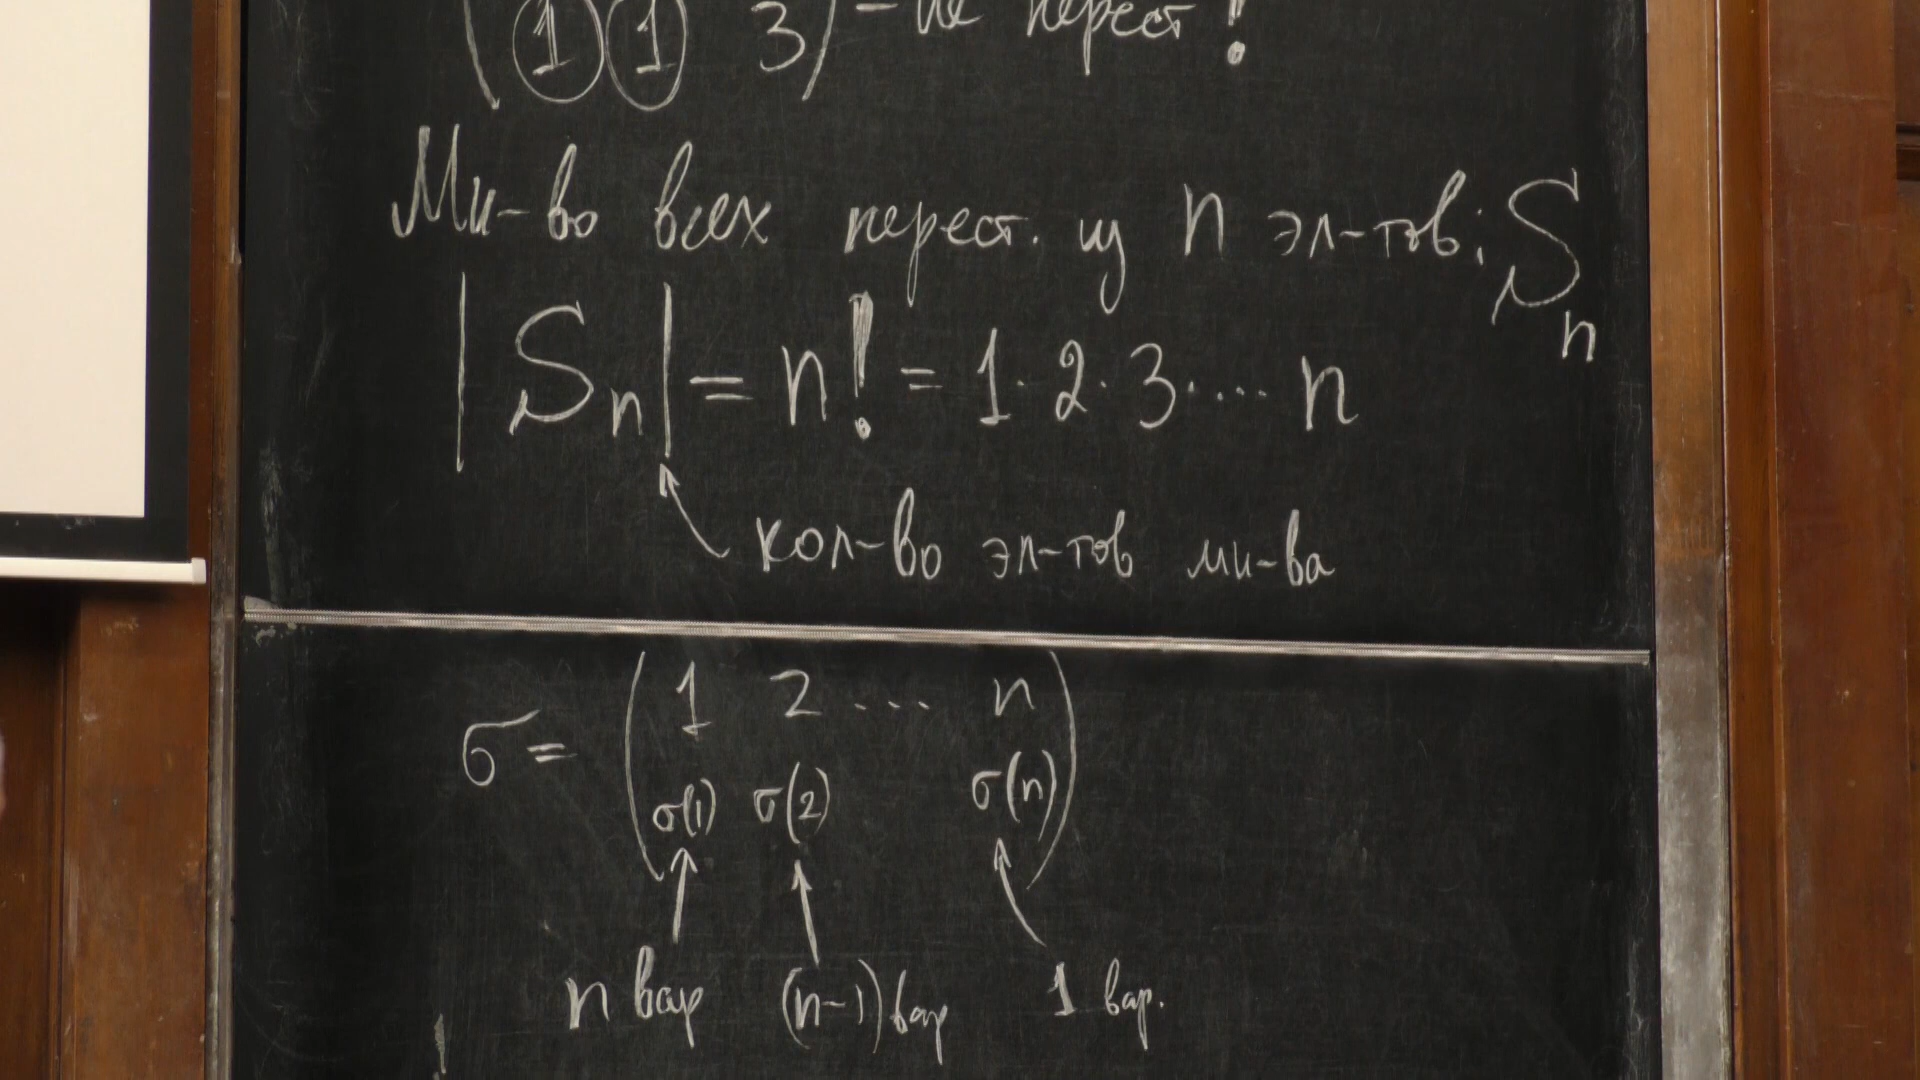 (1 1 3) – не перест!
Мн-во всех перест. из n эл-тов: Sn
|Sn| = n! = 1·2·3·.... n
кол-во эл-тов мн-ва
σ = (1 2 ... n
σ(1) σ(2) σ(n))
n вар (n-1) вар 1 вар.